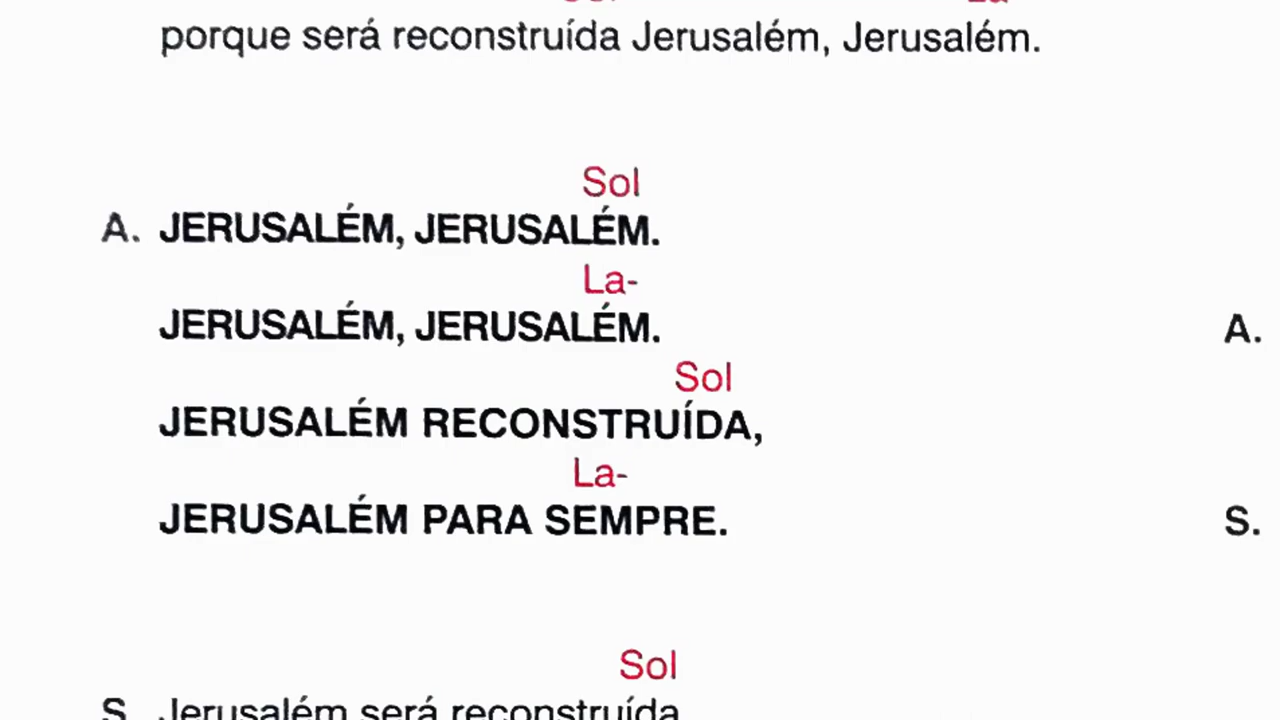 porque será reconstruída Jerusalém, Jerusalém.
Sol
A. JERUSALÉM, JERUSALÉM.
La-
JERUSALÉM, JERUSALÉM.
A.
Sol
JERUSALÉM RECONSTRUÍDA,
La-
JERUSALÉM PARA SEMPRE.
S.
Sol
S. Jerusalém será reconstruída